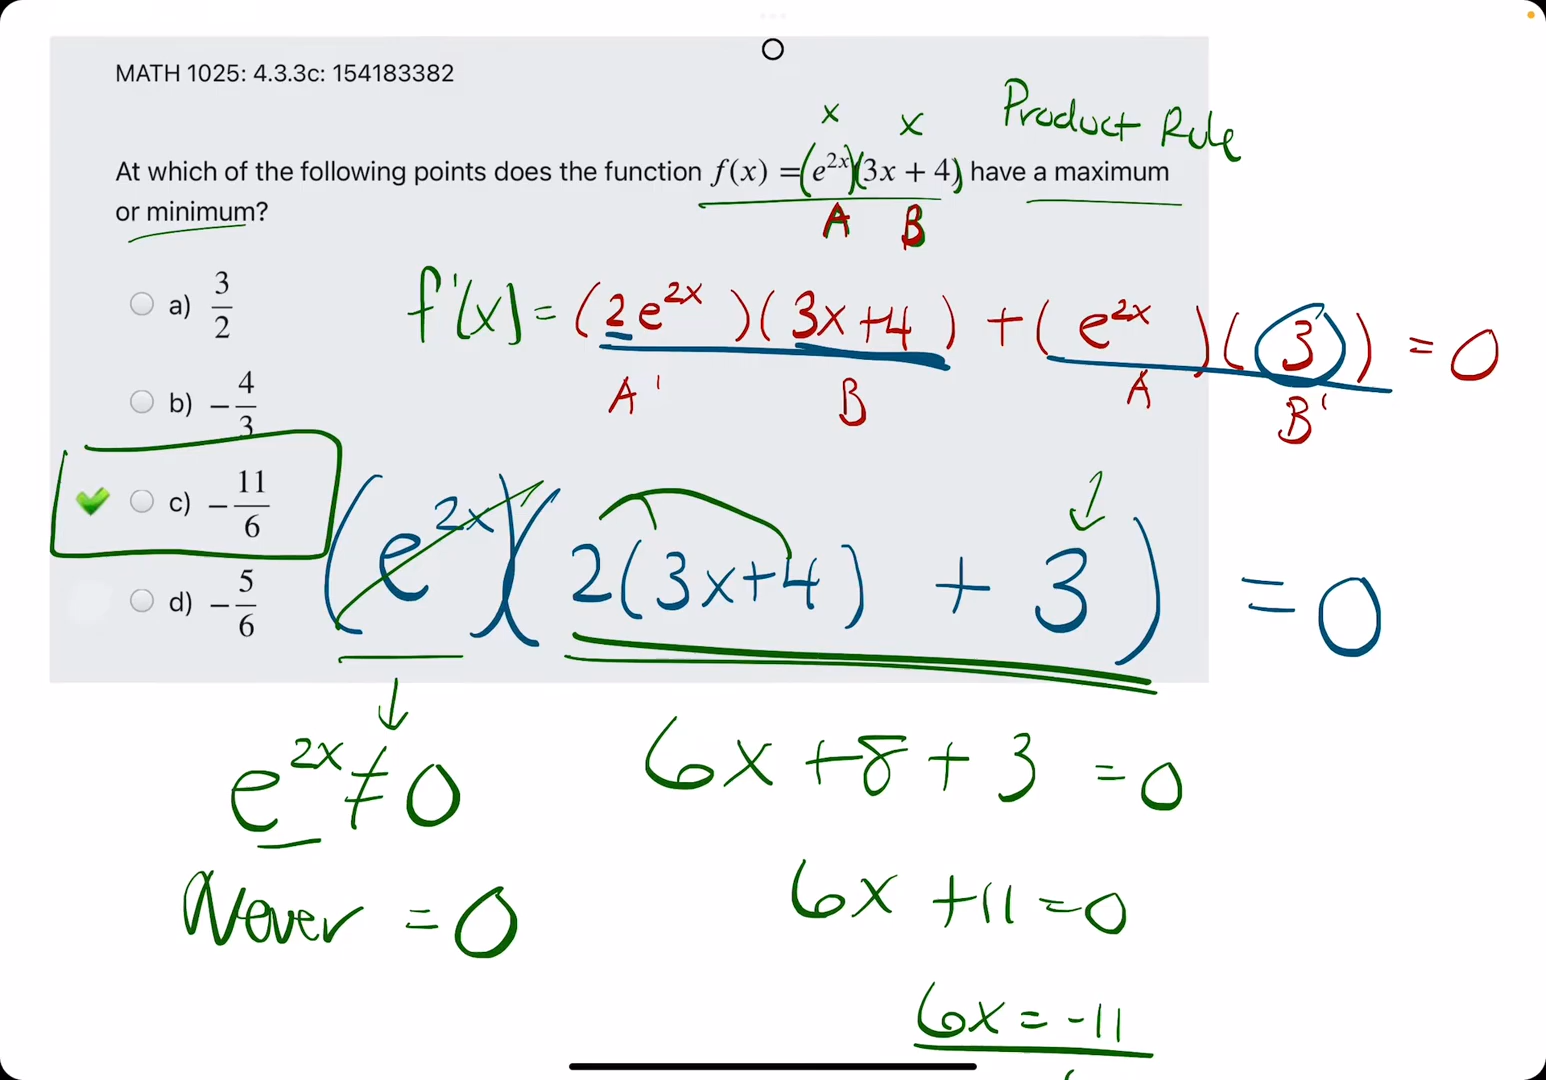 MATH 1025: 4.3.3c: 154183382
x x Product Rule
At which of the following points does the function f(x) = (e^{2x})(3x + 4) have a maximum
or minimum?
A B
a) 3/2
f'(x) = (2e^{2x})(3x+4) + (e^{2x})(3) = 0
A' B A B'
b) -4/3
c) -11/6
(e^{2x})(2(3x+4) + 3) = 0
d) -5/6
e^{2x} ≠ 0
6x + 8 + 3 = 0
Never = 0
6x + 11 = 0
6x = -11